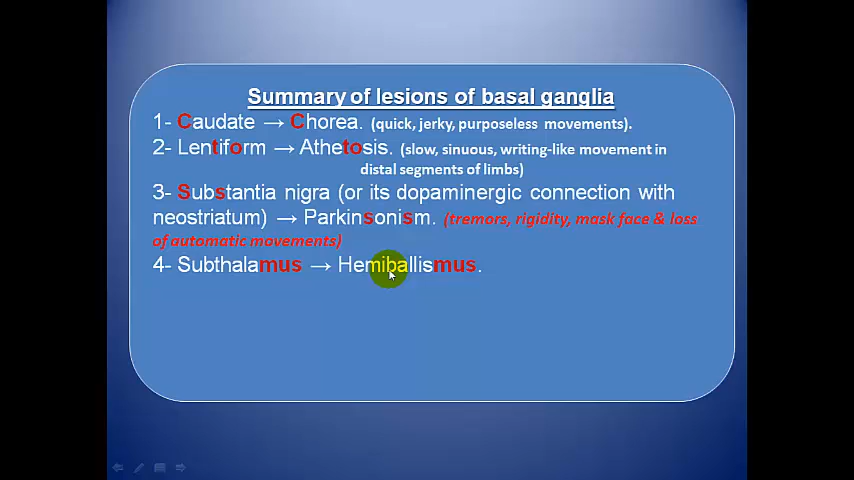 Summary of lesions of basal ganglia
1- Caudate → Chorea. (quick, jerky, purposeless movements).
2- Lentiform → Athetosis. (slow, sinuous, writing-like movement in
distal segments of limbs)
3- Substantia nigra (or its dopaminergic connection with
neostriatum) → Parkinsonism. (tremors, rigidity, mask face & loss
of automatic movements)
4- Subthalamus → Hemiballismus.